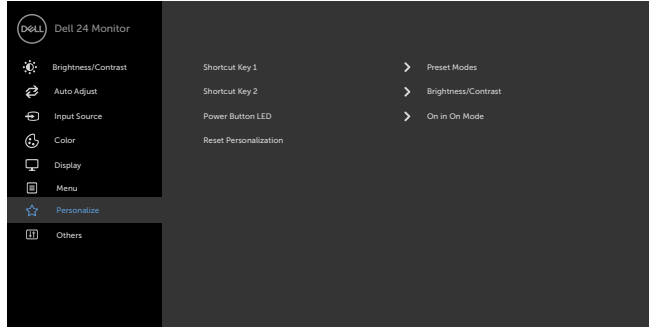 DELL Dell 24 Monitor
Brightness/Contrast Shortcut Key 1 Preset Modes
Auto Adjust Shortcut Key 2 Brightness/Contrast
Input Source Power Button LED On in On Mode
Color Reset Personalization
Display
Menu
Personalize
Others